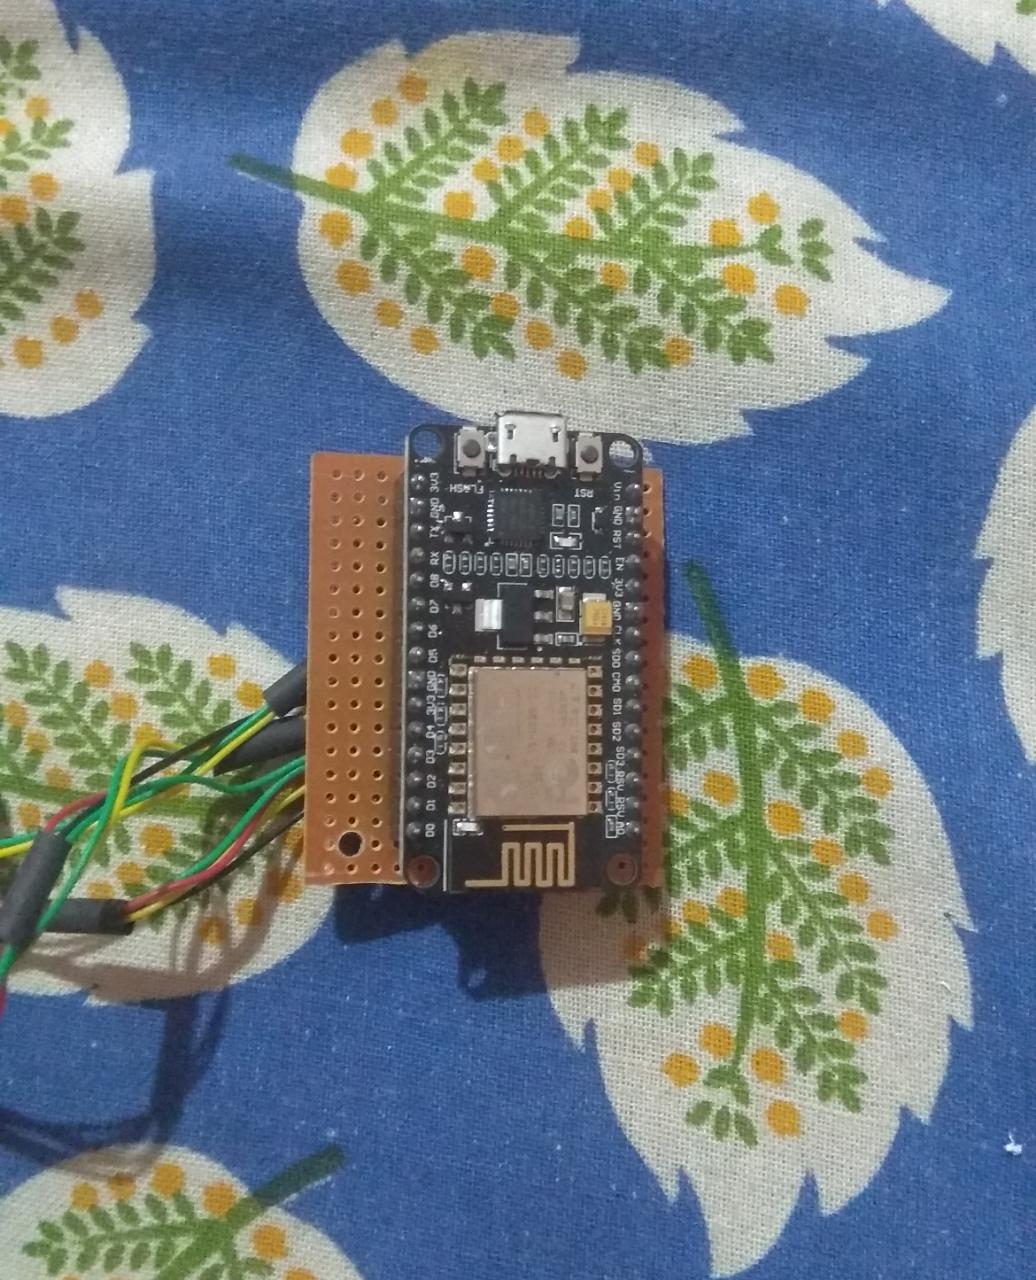 FLASH
RST
3V3
GND
TX
RX
D8
D7
D6
D5
GND
3V3
D4
D3
D2
D1
D0
Vin
GND
RST
EN
3V3
GND
CLK
SD0
CMD
SD1
SD2
SD3
RSV
RSV
A0